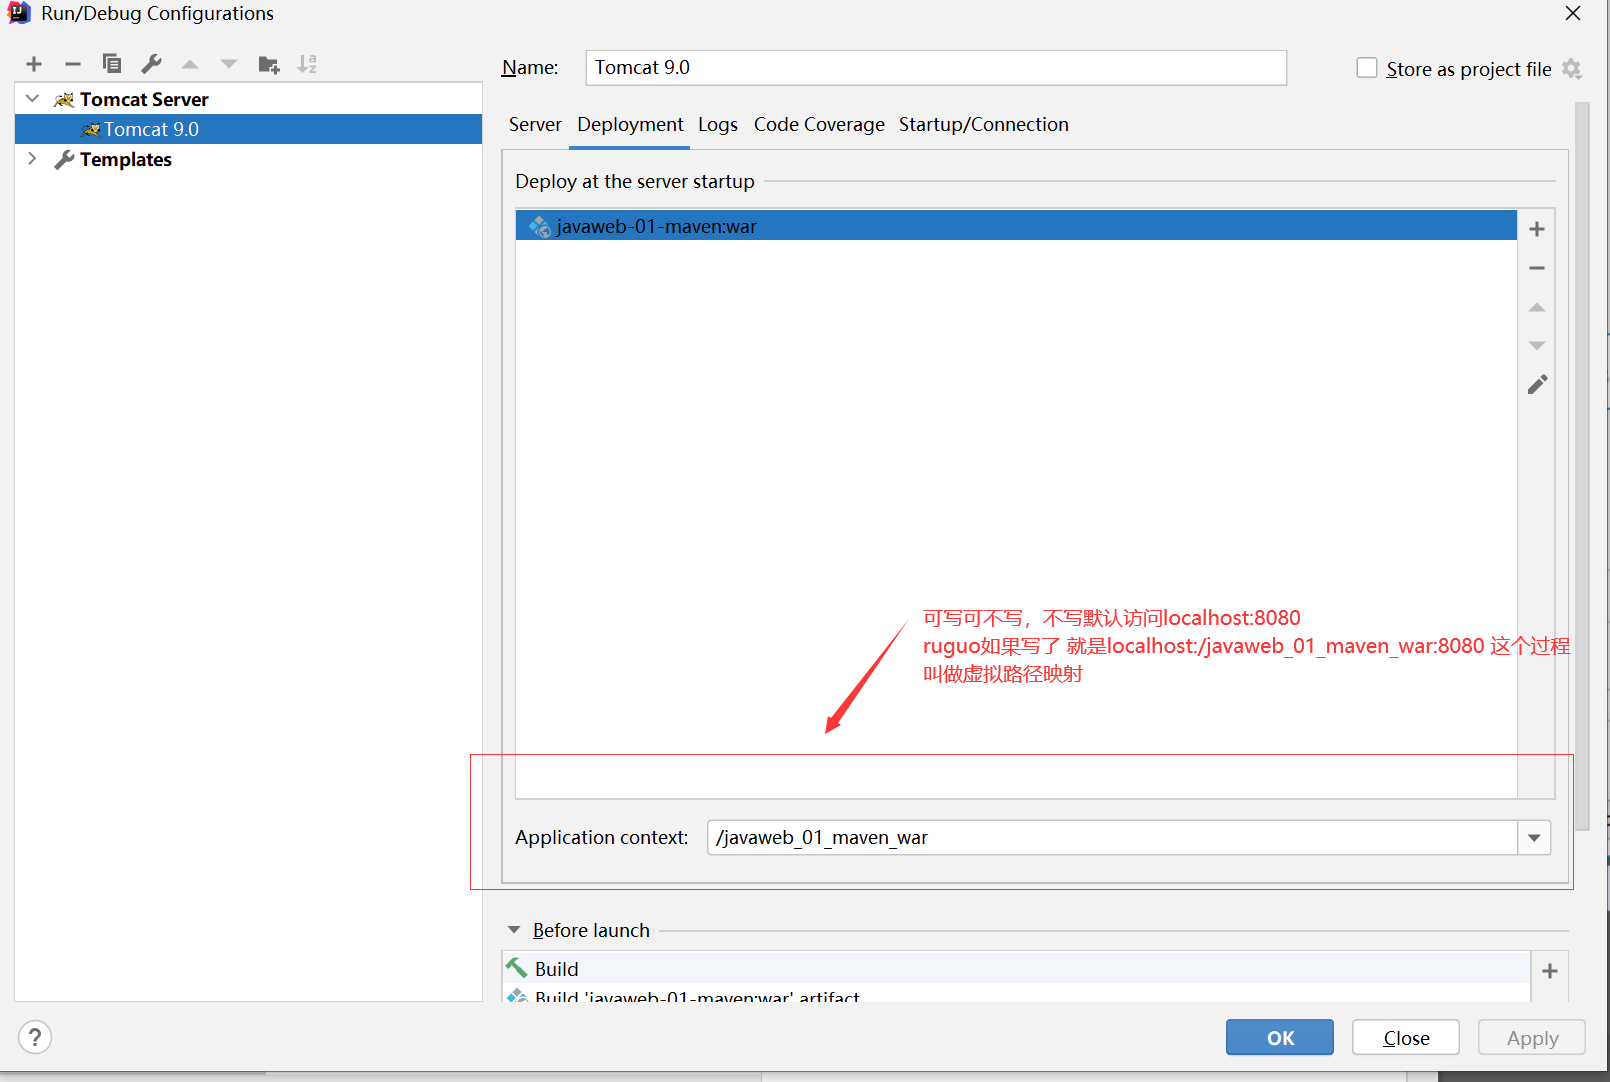 Run/Debug Configurations
Name:
Tomcat 9.0
Store as project file
Tomcat Server
Tomcat 9.0
Templates
Server
Deployment
Logs
Code Coverage
Startup/Connection
Deploy at the server startup
javaweb-01-maven:war
可写可不写，不写默认访问localhost:8080
ruguo如果写了 就是localhost:/javaweb_01_maven_war:8080 这个过程
叫做虚拟路径映射
Application context:
/javaweb_01_maven_war
Before launch
Build
Build 'javaweb-01-maven:war' artifact
?
OK
Close
Apply